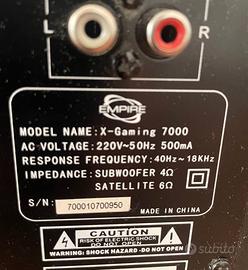 L
R
EMPIRE
MODEL NAME: X-Gaming 7000
AC VOLTAGE: 220V~50Hz 500mA
RESPONSE FREQUENCY: 40Hz~18KHz
IMPEDANCE: SUBWOOFER 4Ω
SATELLITE 6Ω
S/N: 700010700950
MADE IN CHINA
CAUTION
RISK OF ELECTRIC SHOCK
DO NOT OPEN
WARNING: SHOCK HAZARD - DO NOT OPEN
subito